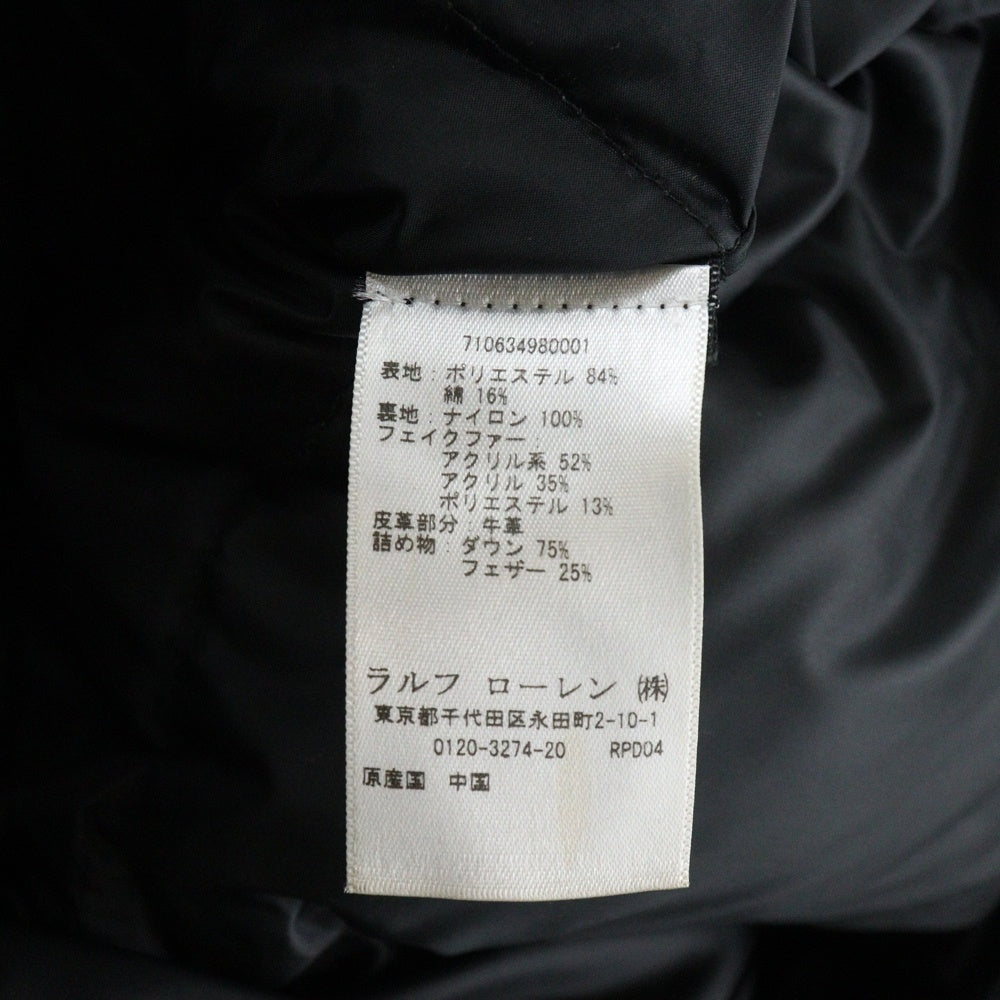 710634980001
表地：ポリエステル 84%
綿 16%
裏地：ナイロン 100%
フェイクファー：
アクリル系 52%
アクリル 35%
ポリエステル 13%
皮革部分：牛革
詰め物：ダウン 75%
フェザー 25%
ラルフ ローレン ㈱
東京都千代田区永田町2-10-1
0120-3274-20 RPD04
原産国 中国